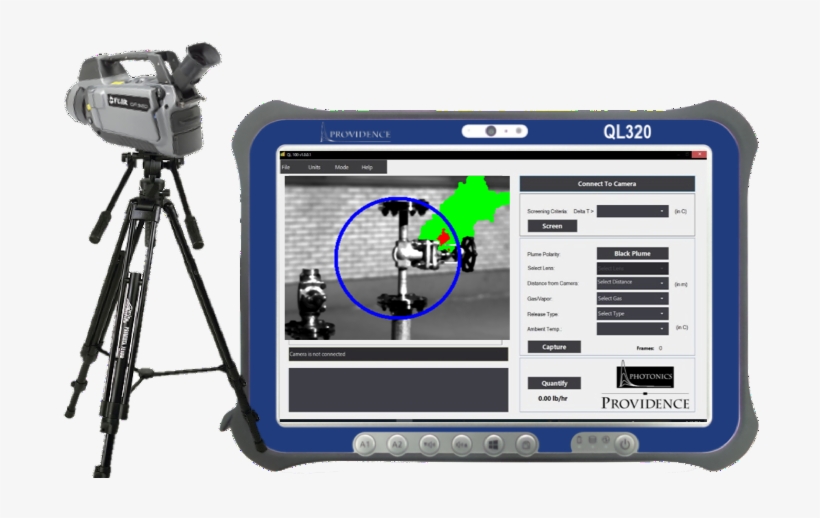 FLIR
PROVIDENCE
QL320
File Units Mode Help
Connect To Camera
Screening Criteria: Delta T > (in C)
Screen
Plume Polarity: Black Plume
Select Lens:
Distance from Camera: Select Distance (in m)
Gas/Vapor: Select Gas
Release Type: Select Type
Ambient Temp.: (in C)
Capture
Frames: 0
Camera is not connected
Quantify
0.00 lb/hr
PHOTONICS
PROVIDENCE
A1 A2